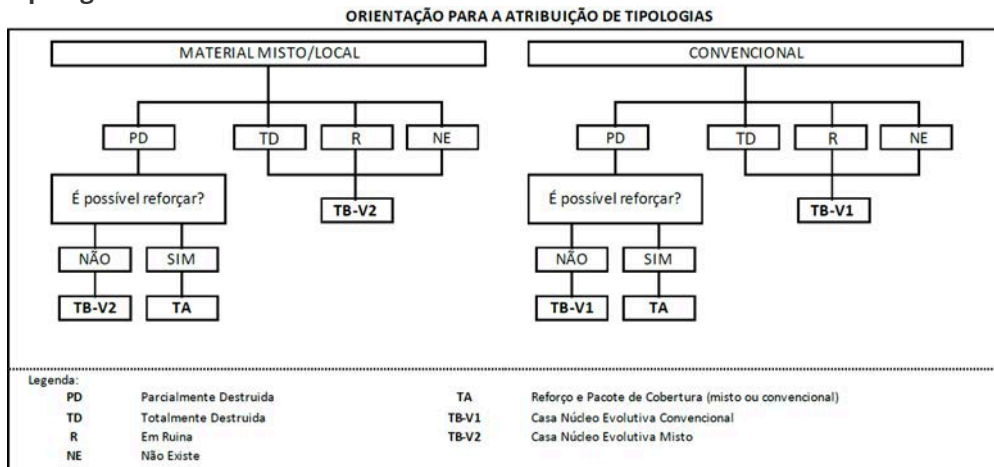 ORIENTAÇÃO PARA A ATRIBUIÇÃO DE TIPOLOGIAS
MATERIAL MISTO/LOCAL CONVENCIONAL
PD TD R NE PD TD R NE
É possível reforçar? TB-V2 É possível reforçar? TB-V1
NÃO SIM NÃO SIM
TB-V2 TA TB-V1 TA
Legenda:
PD Parcialmente Destruida TA Reforço e Pacote de Cobertura (misto ou convencional)
TD Totalmente Destruida TB-V1 Casa Núcleo Evolutiva Convencional
R Em Ruina TB-V2 Casa Núcleo Evolutiva Misto
NE Não Existe